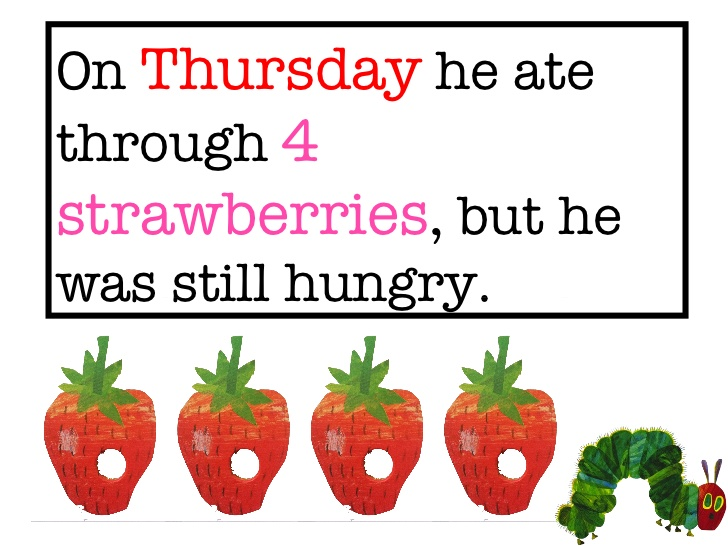 On Thursday he ate
through 4
strawberries, but he
was still hungry.